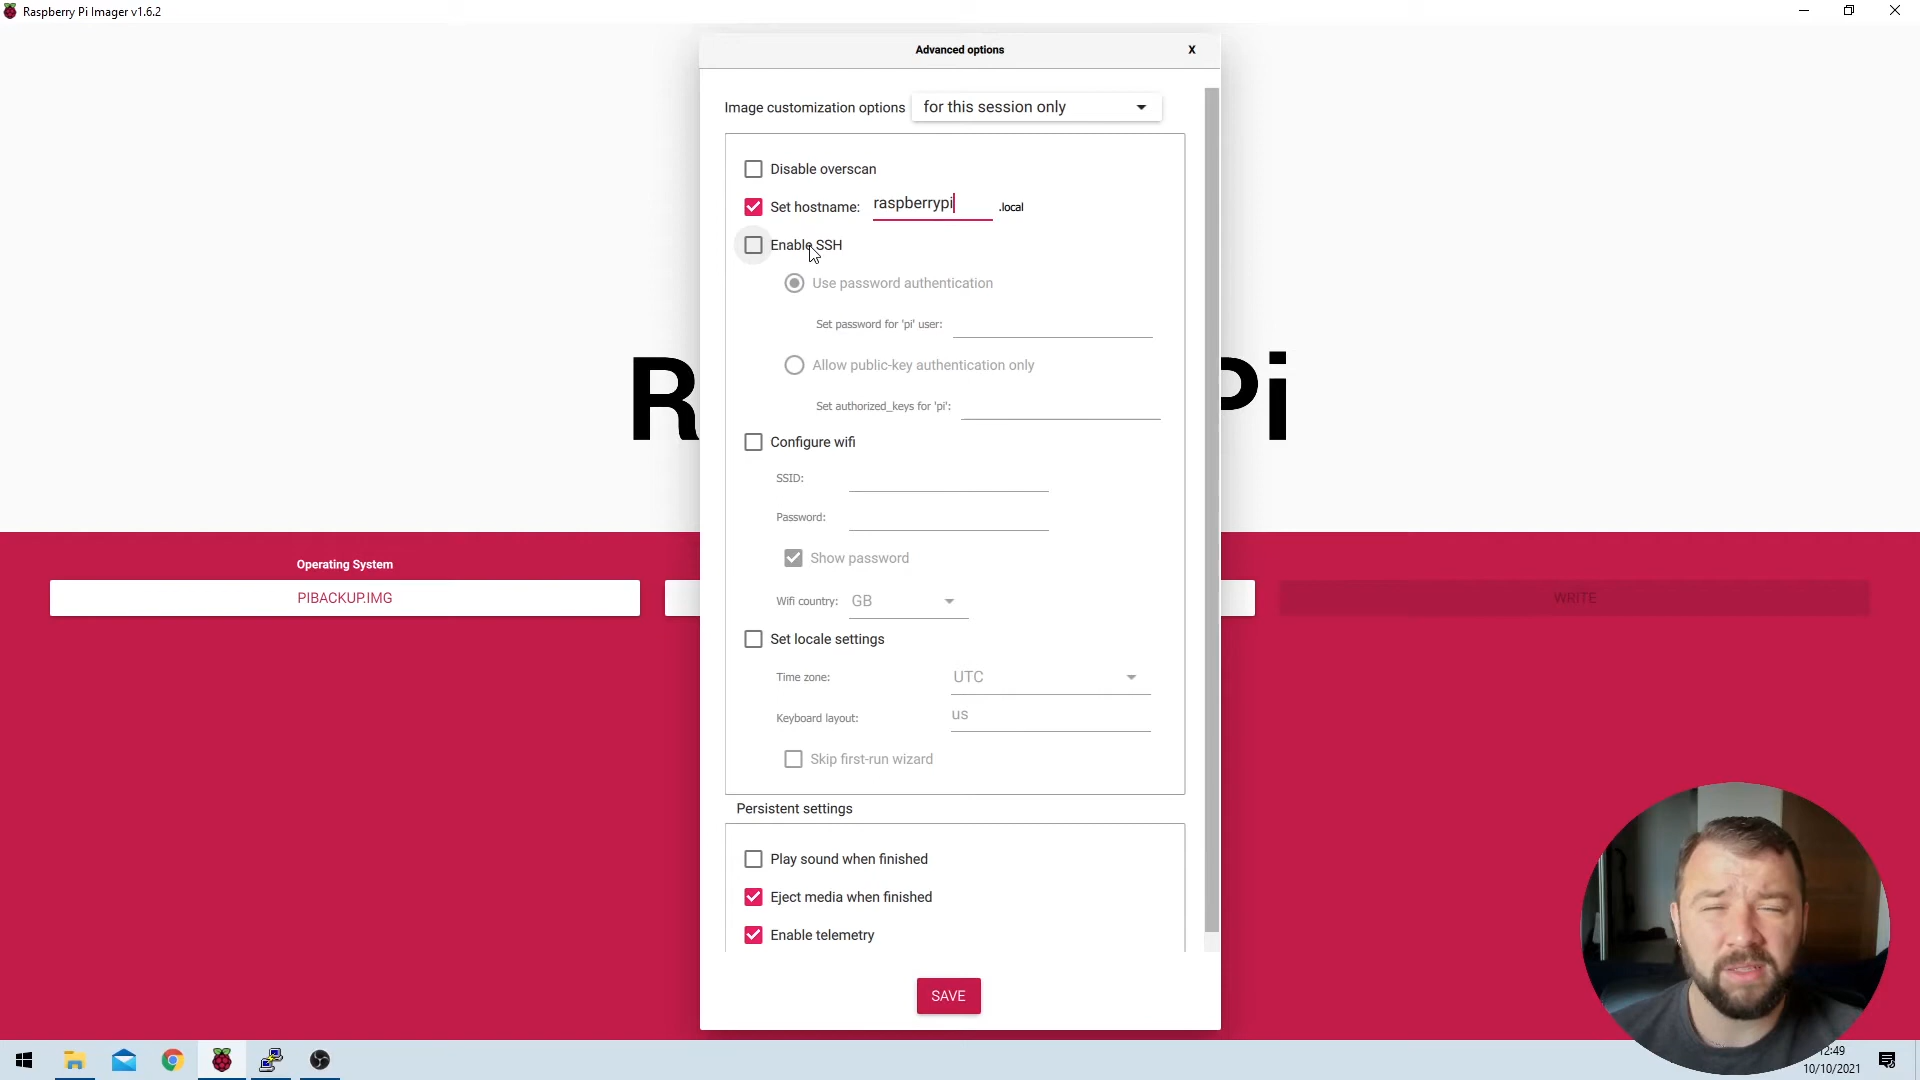 Raspberry Pi Imager v1.6.2
Advanced options
X
Image customization options
for this session only
Disable overscan
Set hostname: raspberrypi .local
Enable SSH
Use password authentication
Set password for 'pi' user:
Allow public-key authentication only
Set authorized_keys for 'pi':
R
Pi
Configure wifi
SSID:
Password:
Show password
Wifi country: GB
Set locale settings
Time zone: UTC
Keyboard layout: us
Skip first-run wizard
Persistent settings
Play sound when finished
Eject media when finished
Enable telemetry
SAVE
Operating System
PIBACKUP.IMG
WRITE
12:49
10/10/2021